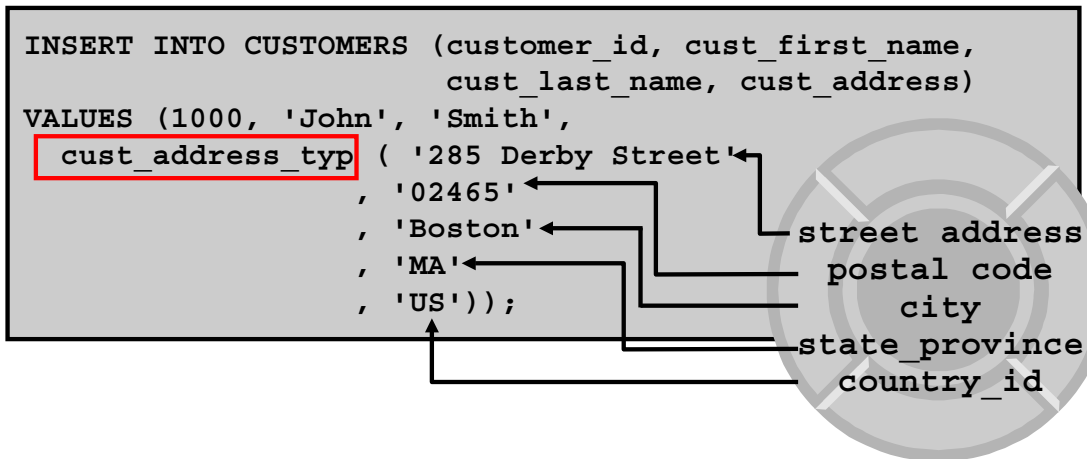 INSERT INTO CUSTOMERS (customer_id, cust_first_name,
cust_last_name, cust_address)
VALUES (1000, 'John', 'Smith',
cust_address_typ ( '285 Derby Street'
, '02465'
, 'Boston'
, 'MA'
, 'US'));
street address
postal code
city
state_province
country_id